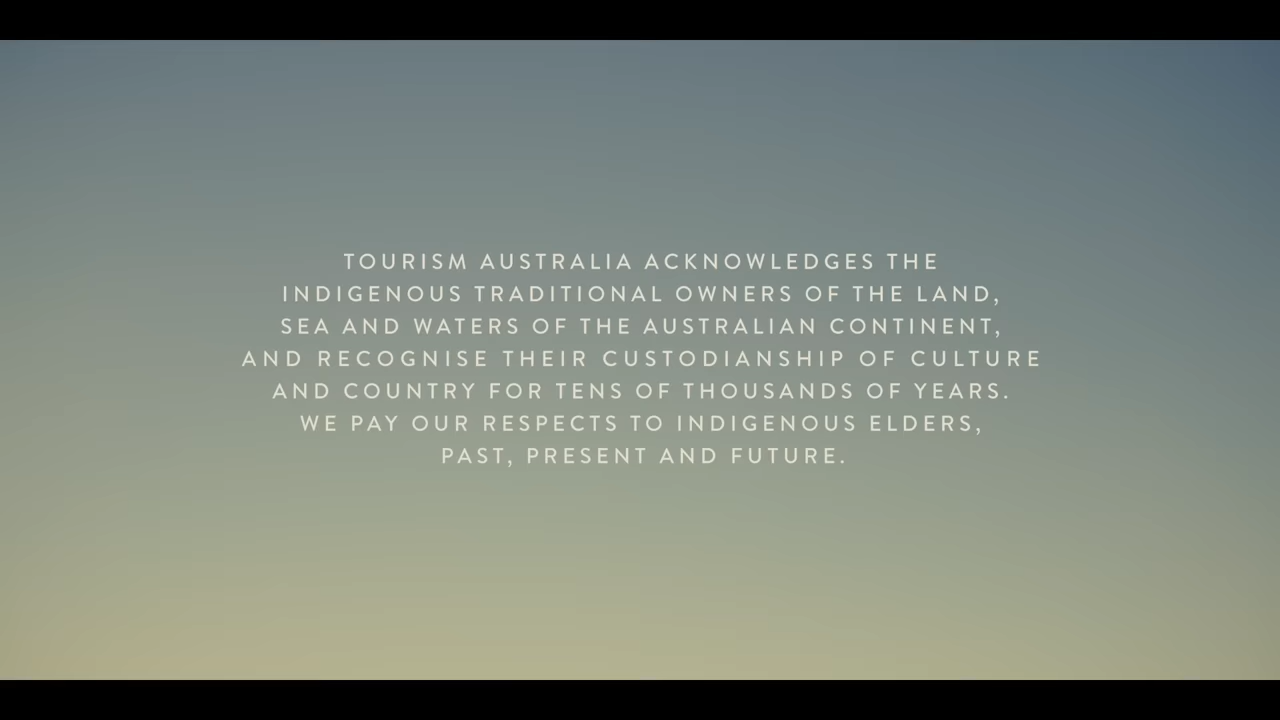 TOURISM AUSTRALIA ACKNOWLEDGES THE
INDIGENOUS TRADITIONAL OWNERS OF THE LAND,
SEA AND WATERS OF THE AUSTRALIAN CONTINENT,
AND RECOGNISE THEIR CUSTODIANSHIP OF CULTURE
AND COUNTRY FOR TENS OF THOUSANDS OF YEARS.
WE PAY OUR RESPECTS TO INDIGENOUS ELDERS,
PAST, PRESENT AND FUTURE.